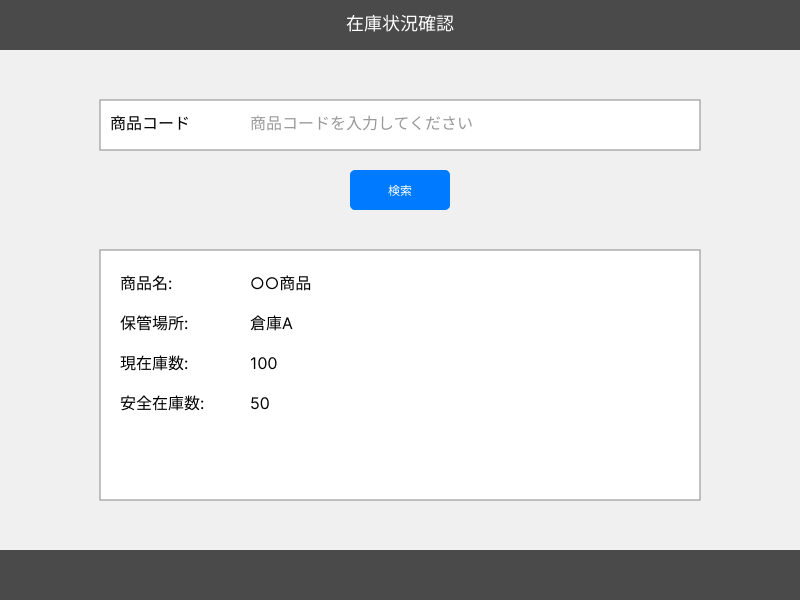 在庫状況確認
商品コード 商品コードを入力してください
検索
商品名: 〇〇商品
保管場所: 倉庫A
現在庫数: 100
安全在庫数: 50